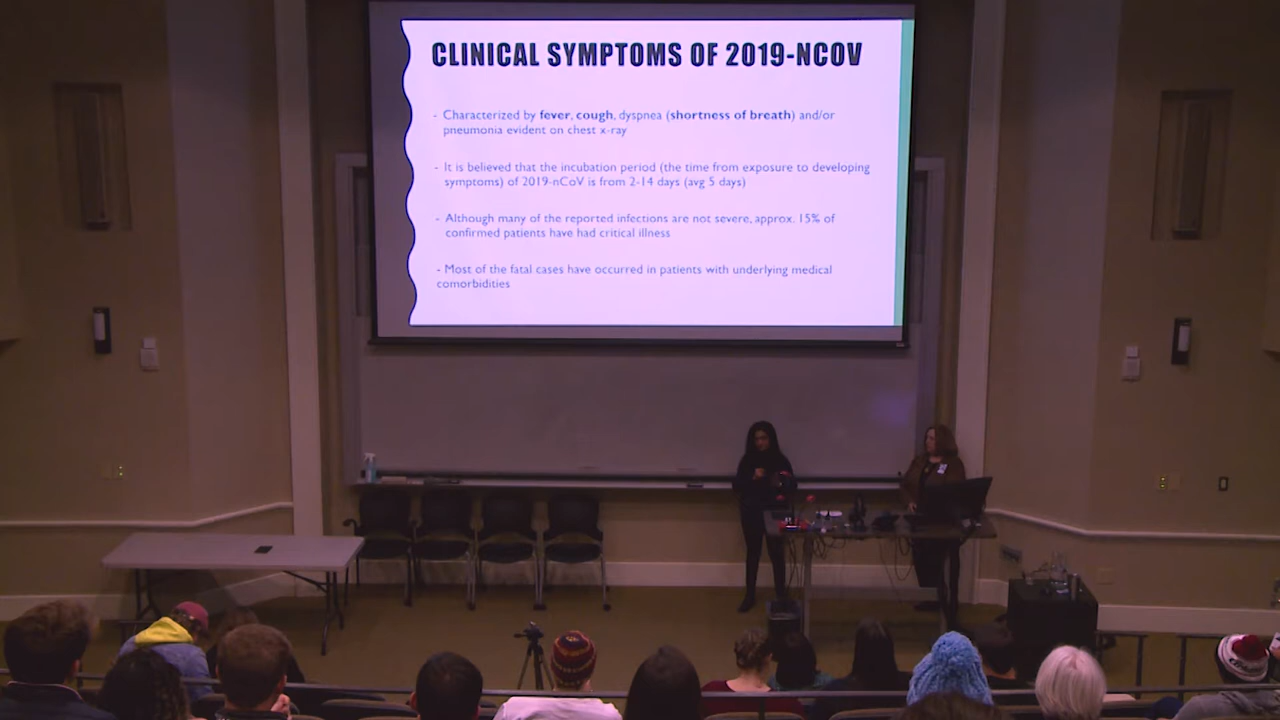 CLINICAL SYMPTOMS OF 2019-NCOV
- Characterized by fever, cough, dyspnea (shortness of breath) and/or
pneumonia evident on chest x-ray
- It is believed that the incubation period (the time from exposure to developing
symptoms) of 2019-nCoV is from 2-14 days (avg 5 days)
- Although many of the reported infections are not severe, approx. 15% of
confirmed patients have had critical illness
- Most of the fatal cases have occurred in patients with underlying medical
comorbidities